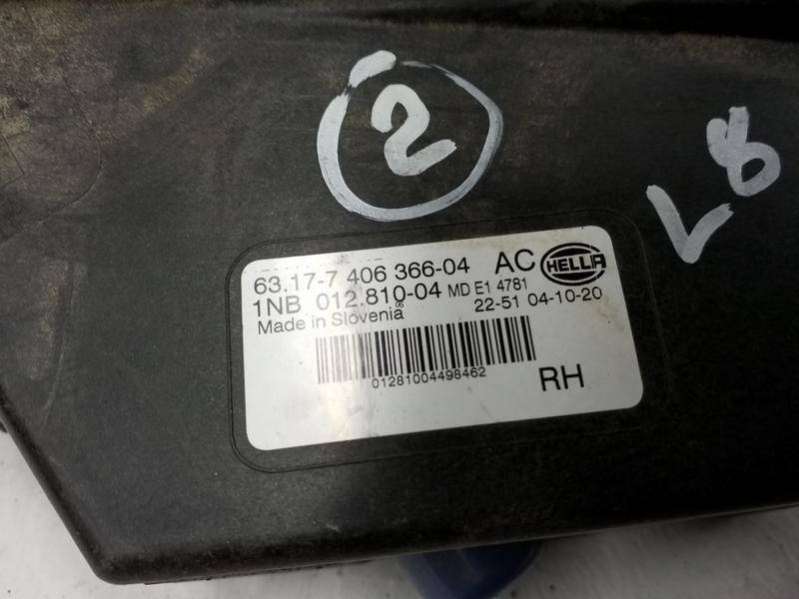 2
L8
63.17-7 406 366-04 AC HELLA
1NB 012.810-04 MD E1 4781
Made in Slovenia 22-51 04-10-20
01281004498462
RH